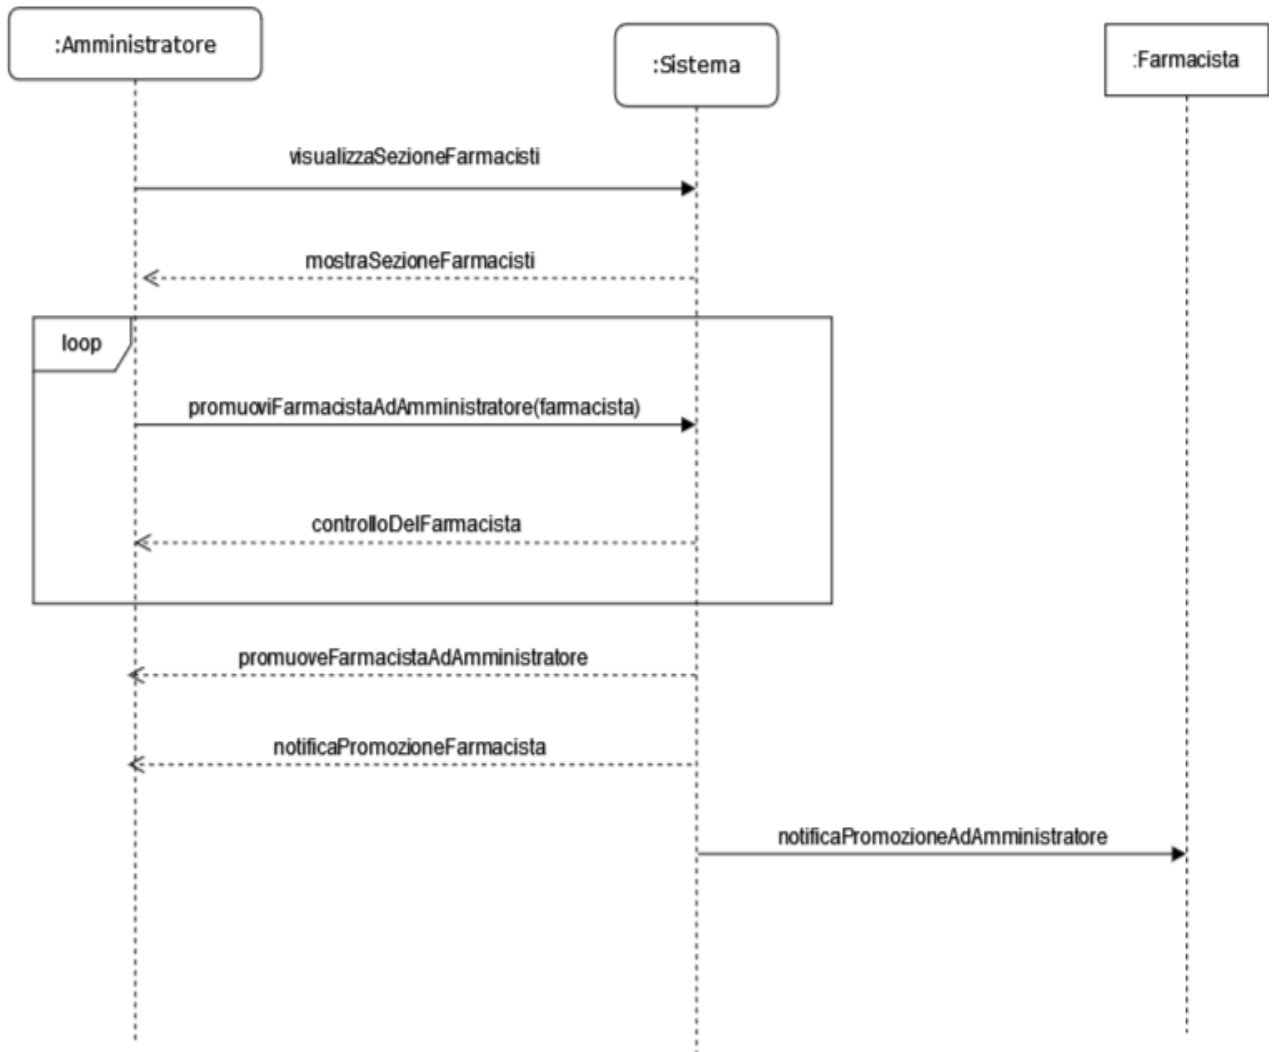 :Amministratore
:Sistema
:Farmacista
visualizzaSezioneFarmacisti
mostraSezioneFarmacisti
loop
promuoviFarmacistaAdAmministratore(farmacista)
controlloDelFarmacista
promuoveFarmacistaAdAmministratore
notificaPromozioneFarmacista
notificaPromozioneAdAmministratore